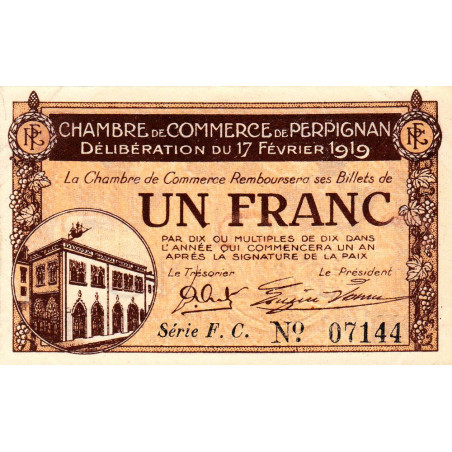 CHAMBRE DE COMMERCE DE PERPIGNAN
DÉLIBÉRATION DU 17 FÉVRIER 1919
La Chambre de Commerce Remboursera ses Billets de
UN FRANC
PAR DIX OU MULTIPLES DE DIX DANS
L'ANNÉE QUI COMMENCERA UN AN
APRÈS LA SIGNATURE DE LA PAIX
Le Trésorier Le Président
Série F. C. Nº 07144